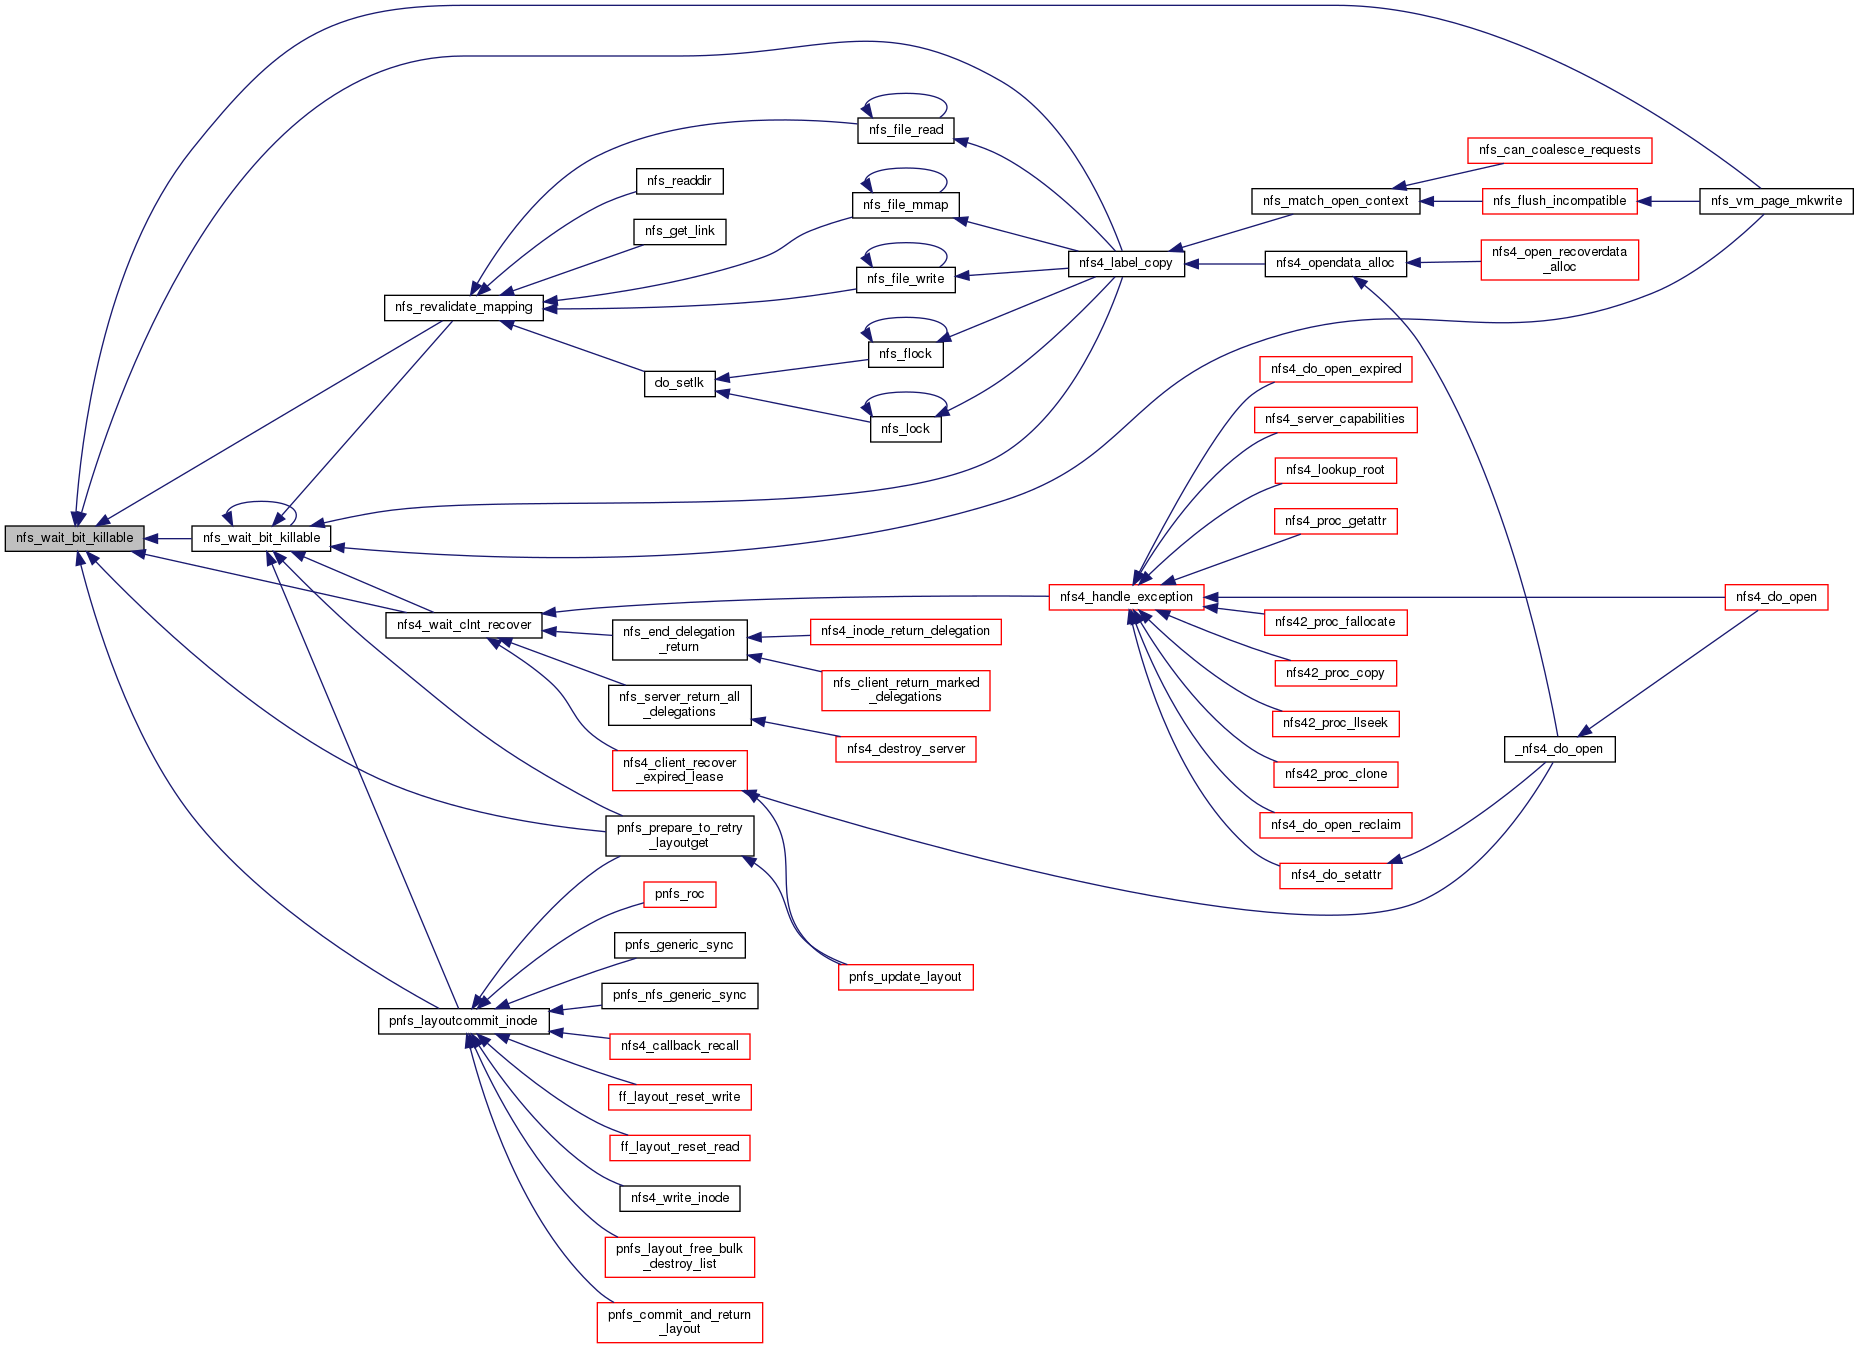 nfs_wait_bit_killable
nfs_wait_bit_killable
nfs_revalidate_mapping
nfs4_wait_clnt_recover
pnfs_layoutcommit_inode
nfs_readdir
nfs_get_link
do_setlk
nfs_end_delegation
_return
nfs_server_return_all
_delegations
nfs4_client_recover
_expired_lease
pnfs_prepare_to_retry
_layoutget
pnfs_roc
pnfs_generic_sync
pnfs_nfs_generic_sync
nfs4_callback_recall
ff_layout_reset_write
ff_layout_reset_read
nfs4_write_inode
pnfs_layout_free_bulk
_destroy_list
pnfs_commit_and_return
_layout
nfs_file_read
nfs_file_mmap
nfs_file_write
nfs_flock
nfs_lock
nfs4_inode_return_delegation
nfs_client_return_marked
_delegations
nfs4_destroy_server
pnfs_update_layout
nfs4_label_copy
nfs4_handle_exception
nfs_match_open_context
nfs4_opendata_alloc
nfs4_do_open_expired
nfs4_server_capabilities
nfs4_lookup_root
nfs4_proc_getattr
nfs42_proc_fallocate
nfs42_proc_copy
nfs42_proc_llseek
nfs42_proc_clone
nfs4_do_open_reclaim
nfs4_do_setattr
nfs_can_coalesce_requests
nfs_flush_incompatible
nfs4_open_recoverdata
_alloc
_nfs4_do_open
nfs_vm_page_mkwrite
nfs4_do_open